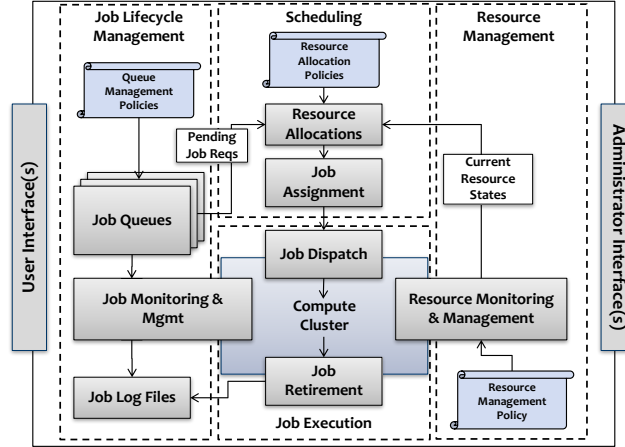 Job Lifecycle
Management
Scheduling
Resource
Management
Queue
Management
Policies
Resource
Allocation
Policies
Resource
Allocations
Pending
Job Reqs
Current
Resource
States
Job
Assignment
Job Queues
Job Dispatch
Job Monitoring &
Mgmt
Compute
Cluster
Resource Monitoring
& Management
Job
Retirement
Job Log Files
Resource
Management
Policy
Job Execution
User Interface(s)
Administrator Interface(s)